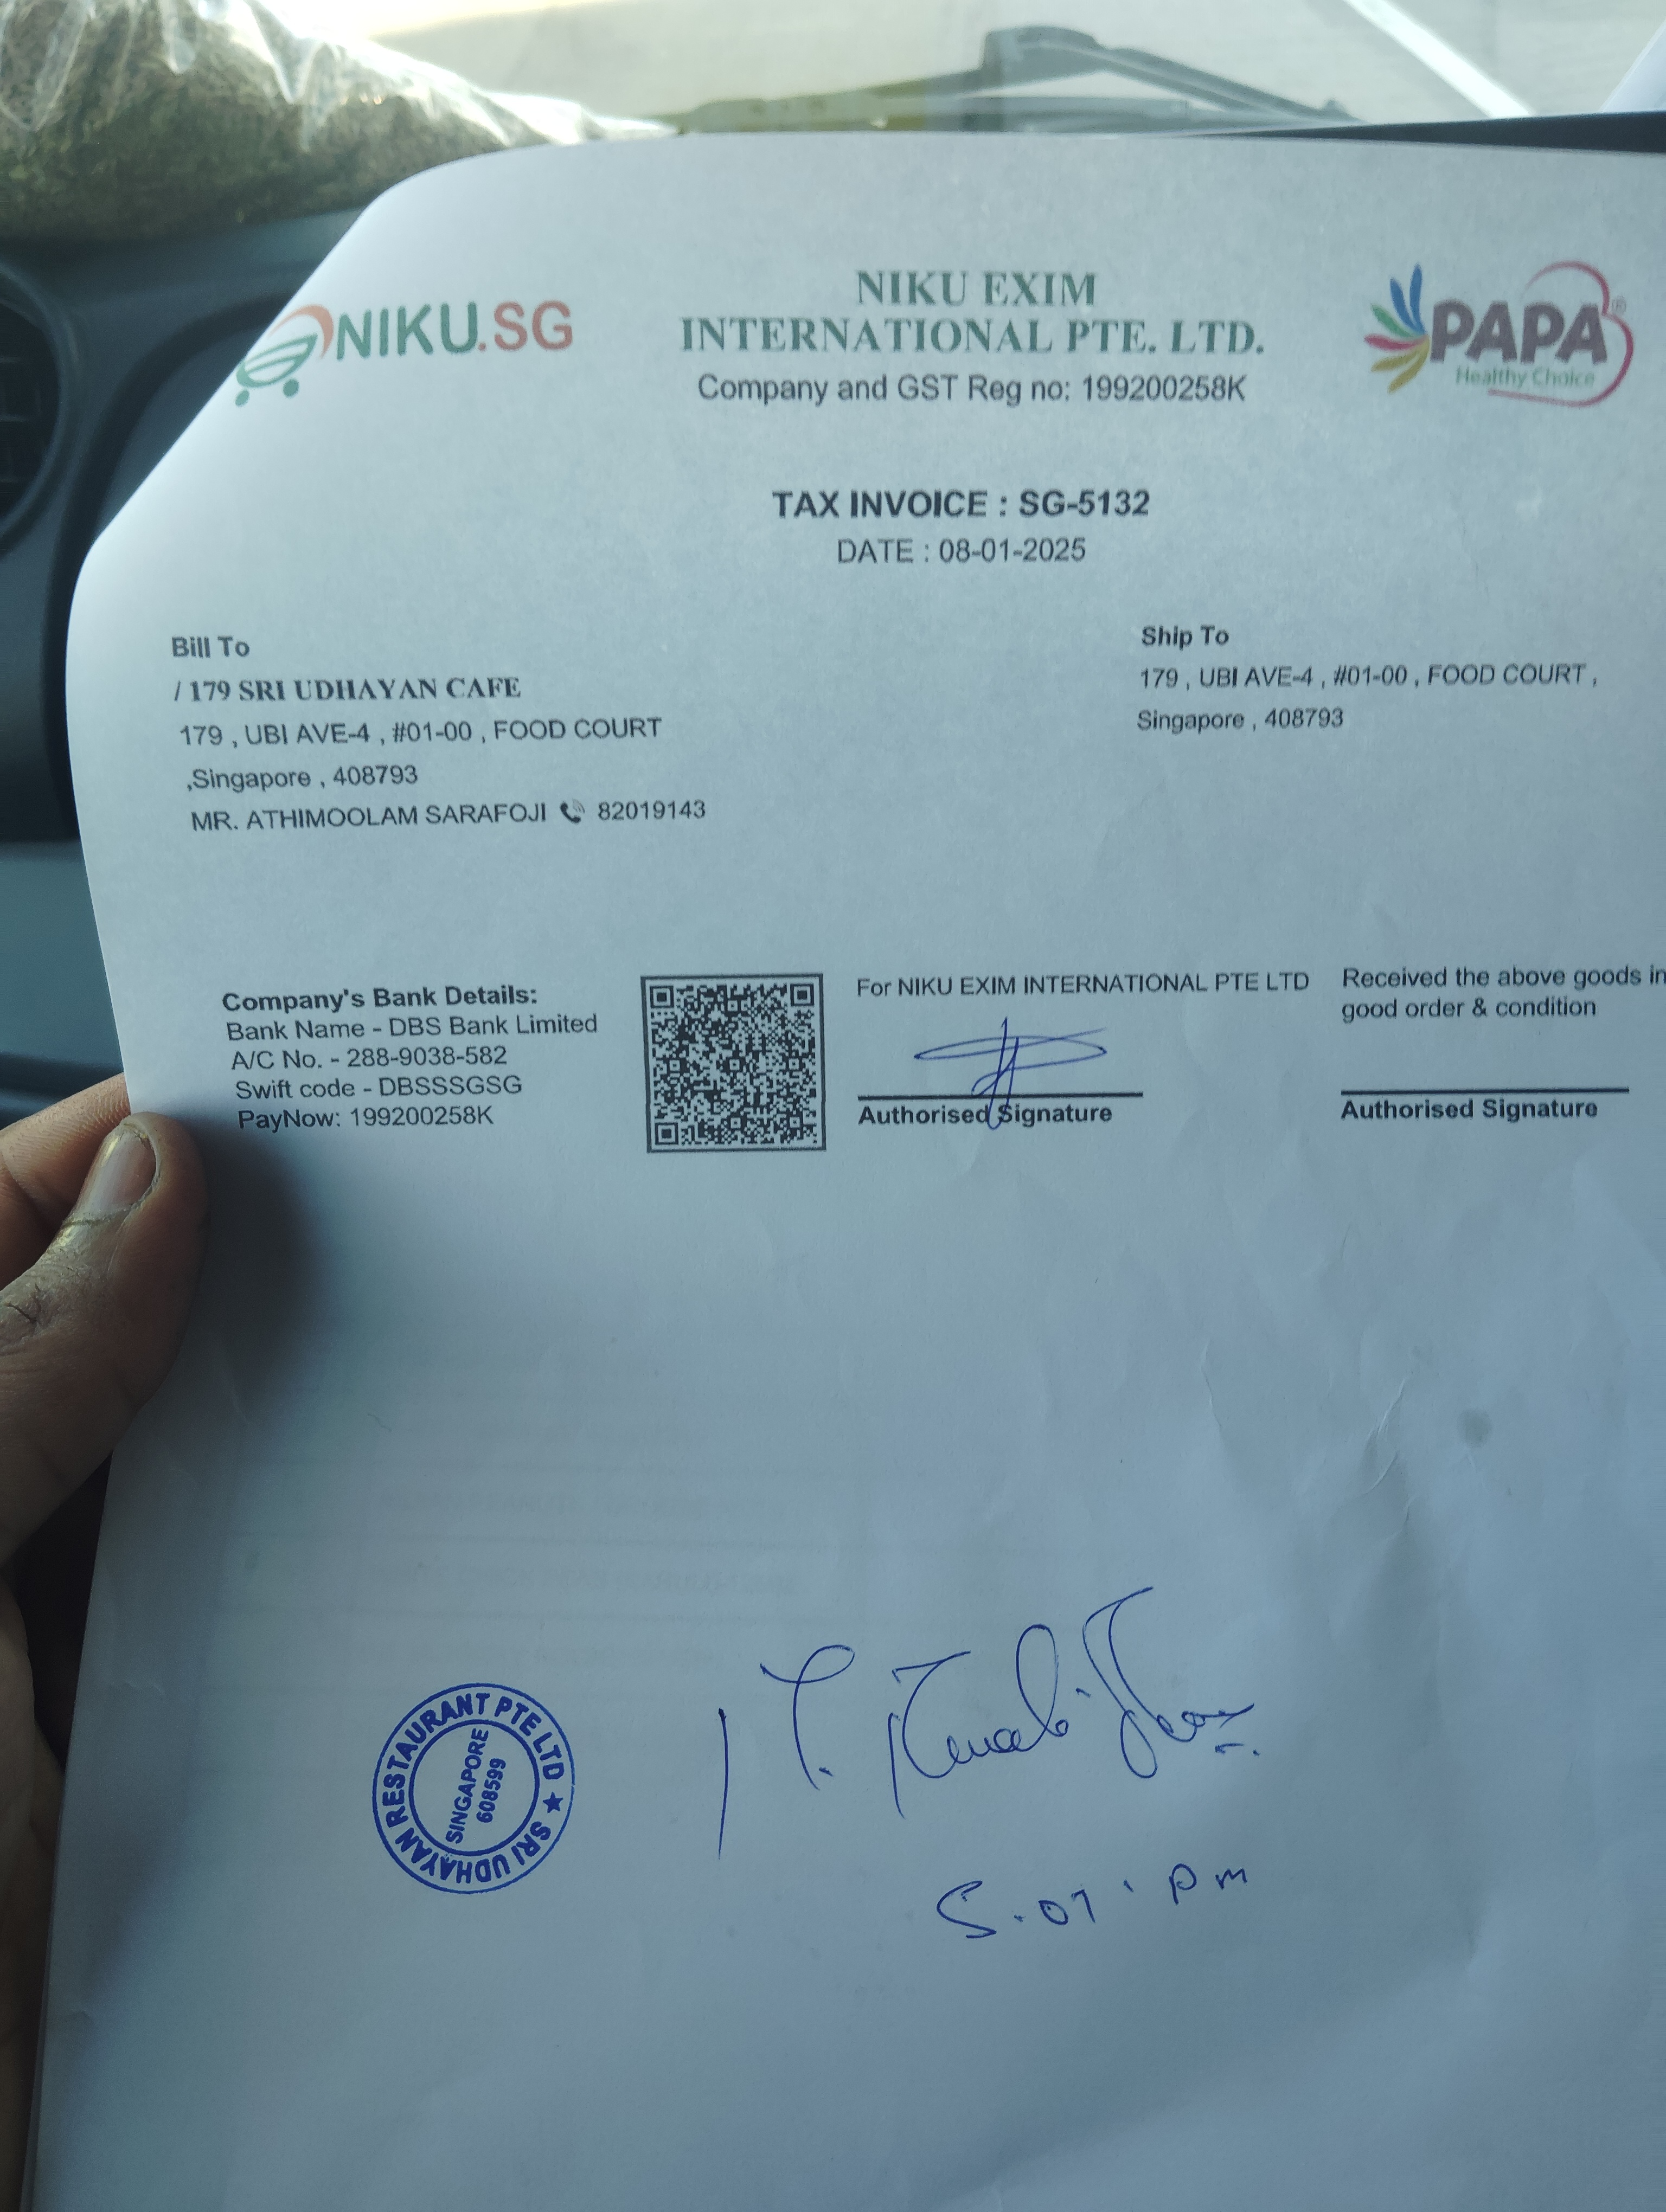 NIKU.SG
NIKU EXIM
INTERNATIONAL PTE. LTD.
Company and GST Reg no: 199200258K
PAPA®
Healthy Choice
TAX INVOICE : SG-5132
DATE : 08-01-2025
Bill To
/ 179 SRI UDHAYAN CAFE
179 , UBI AVE-4 , #01-00 , FOOD COURT
,Singapore , 408793
MR. ATHIMOOLAM SARAFOJI 82019143
Ship To
179 , UBI AVE-4 , #01-00 , FOOD COURT ,
Singapore , 408793
Company's Bank Details:
Bank Name - DBS Bank Limited
A/C No. - 288-9038-582
Swift code - DBSSSGSG
PayNow: 199200258K
For NIKU EXIM INTERNATIONAL PTE LTD
Authorised Signature
Received the above goods in
good order & condition
Authorised Signature
SRI UDHAYAN RESTAURANT PTE LTD ★
SINGAPORE
608599
5.07 pm